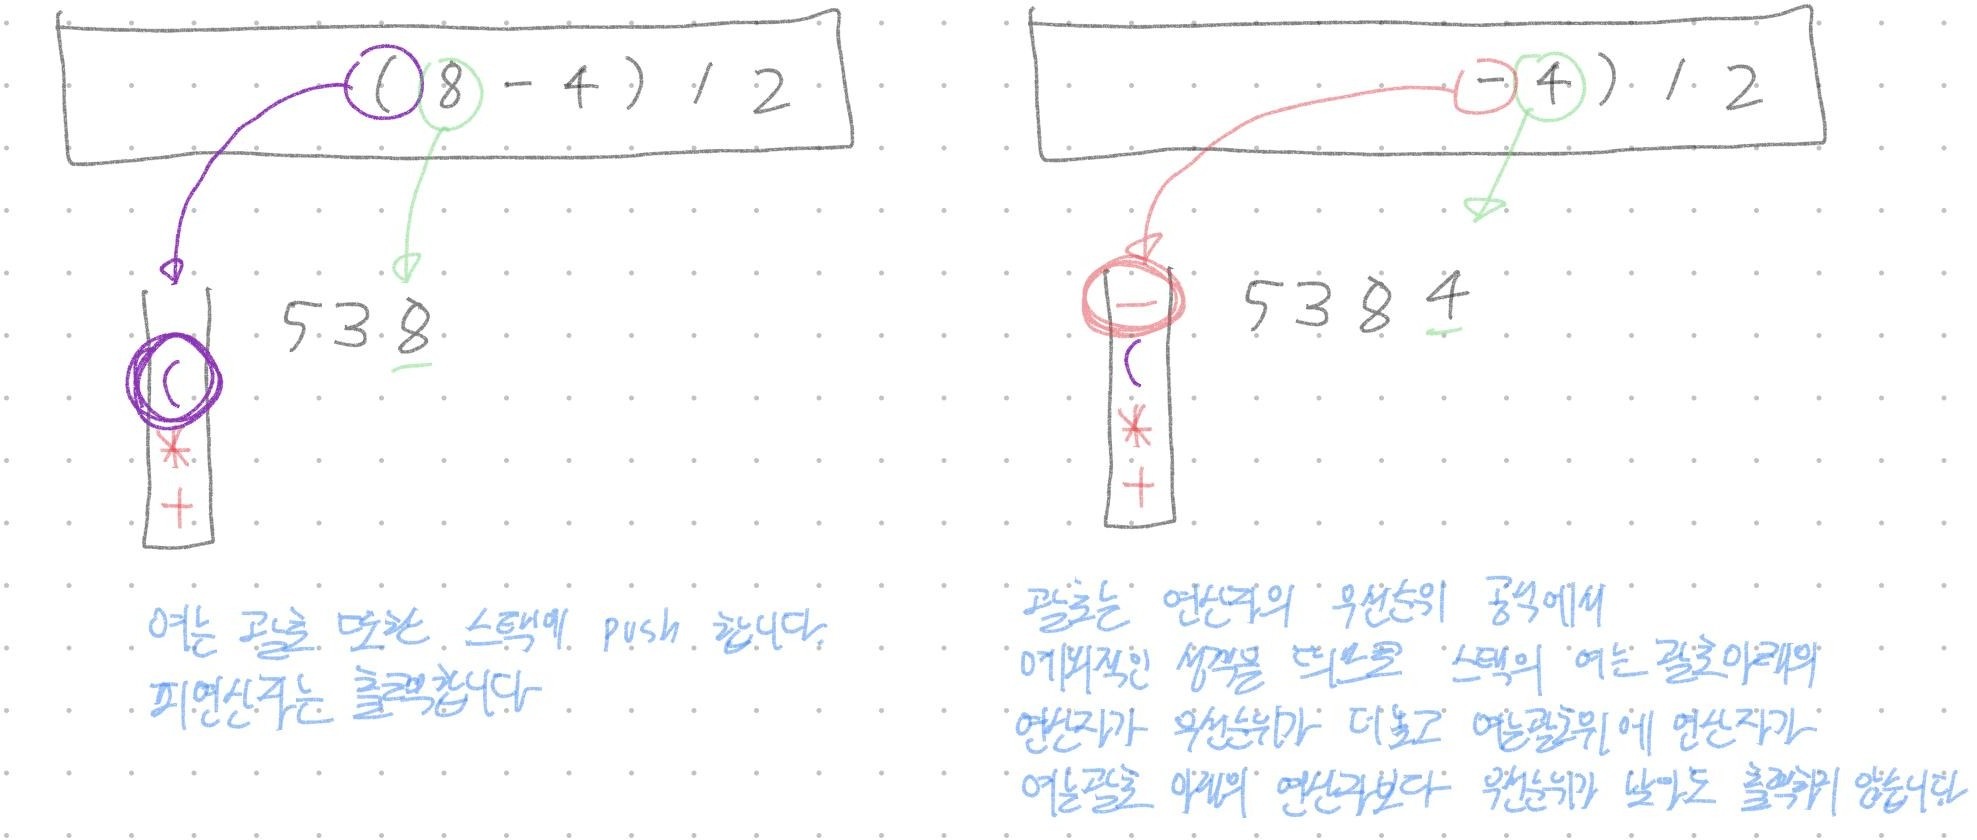 ( 8 - 4 ) / 2
5 3 8
(
*
+
여는 괄호 또한 스택에 push 합니다.
피연산자는 출력합니다
- 4 ) / 2
5 3 8 4
-
(
*
+
괄호는 연산자의 우선순위 공식에서
예외적인 성격을 띄므로 스택의 여는 괄호아래의
연산자가 우선순위가 더 높고 여는괄호위에 연산자가
여는괄호 아래의 연산자보다 우선순위가 낮아도 출력하지 않습니다